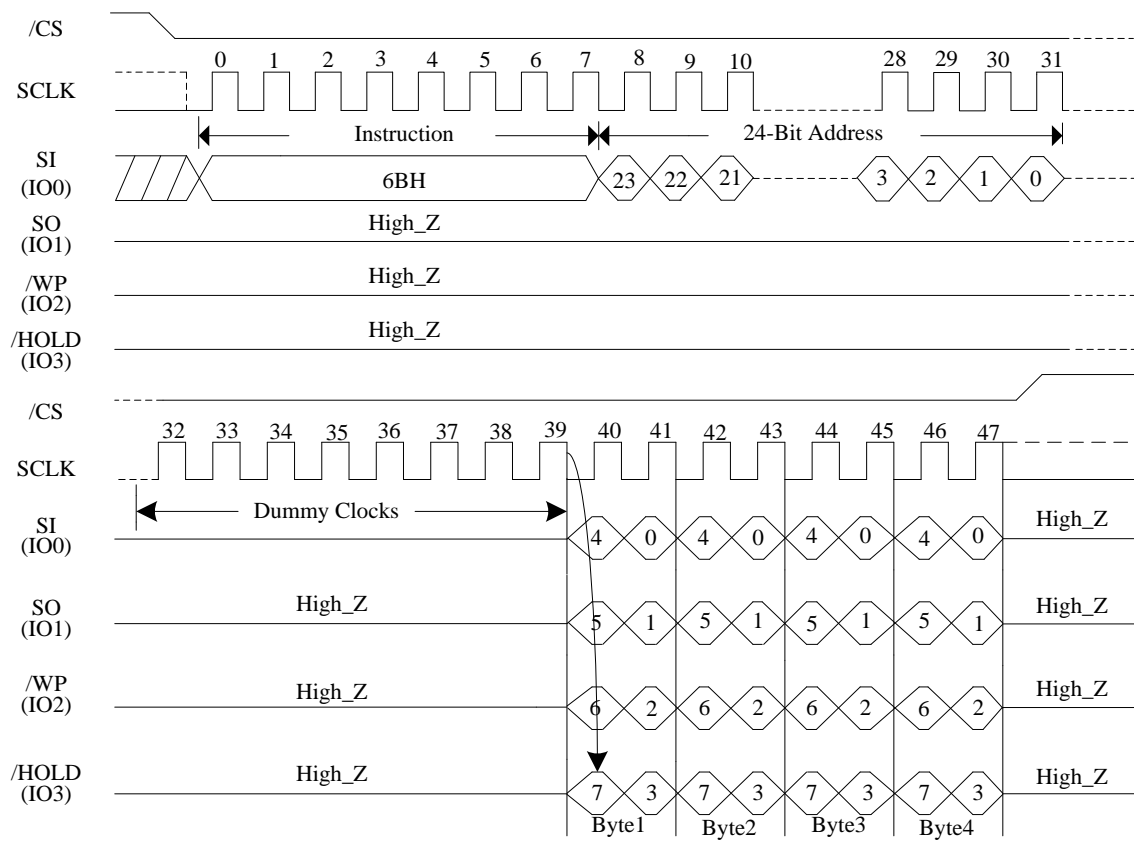 /CS
0 1 2 3 4 5 6 7 8 9 10 28 29 30 31
SCLK
Instruction 24-Bit Address
SI
(IO0)
6BH 23 22 21 3 2 1 0
SO
(IO1)
High_Z
/WP
(IO2)
High_Z
/HOLD
(IO3)
High_Z
/CS
32 33 34 35 36 37 38 39 40 41 42 43 44 45 46 47
SCLK
Dummy Clocks
SI
(IO0)
4 0 4 0 4 0 4 0 High_Z
SO
(IO1)
High_Z 5 1 5 1 5 1 5 1 High_Z
/WP
(IO2)
High_Z 6 2 6 2 6 2 6 2 High_Z
/HOLD
(IO3)
High_Z 7 3 7 3 7 3 7 3 High_Z
Byte1 Byte2 Byte3 Byte4